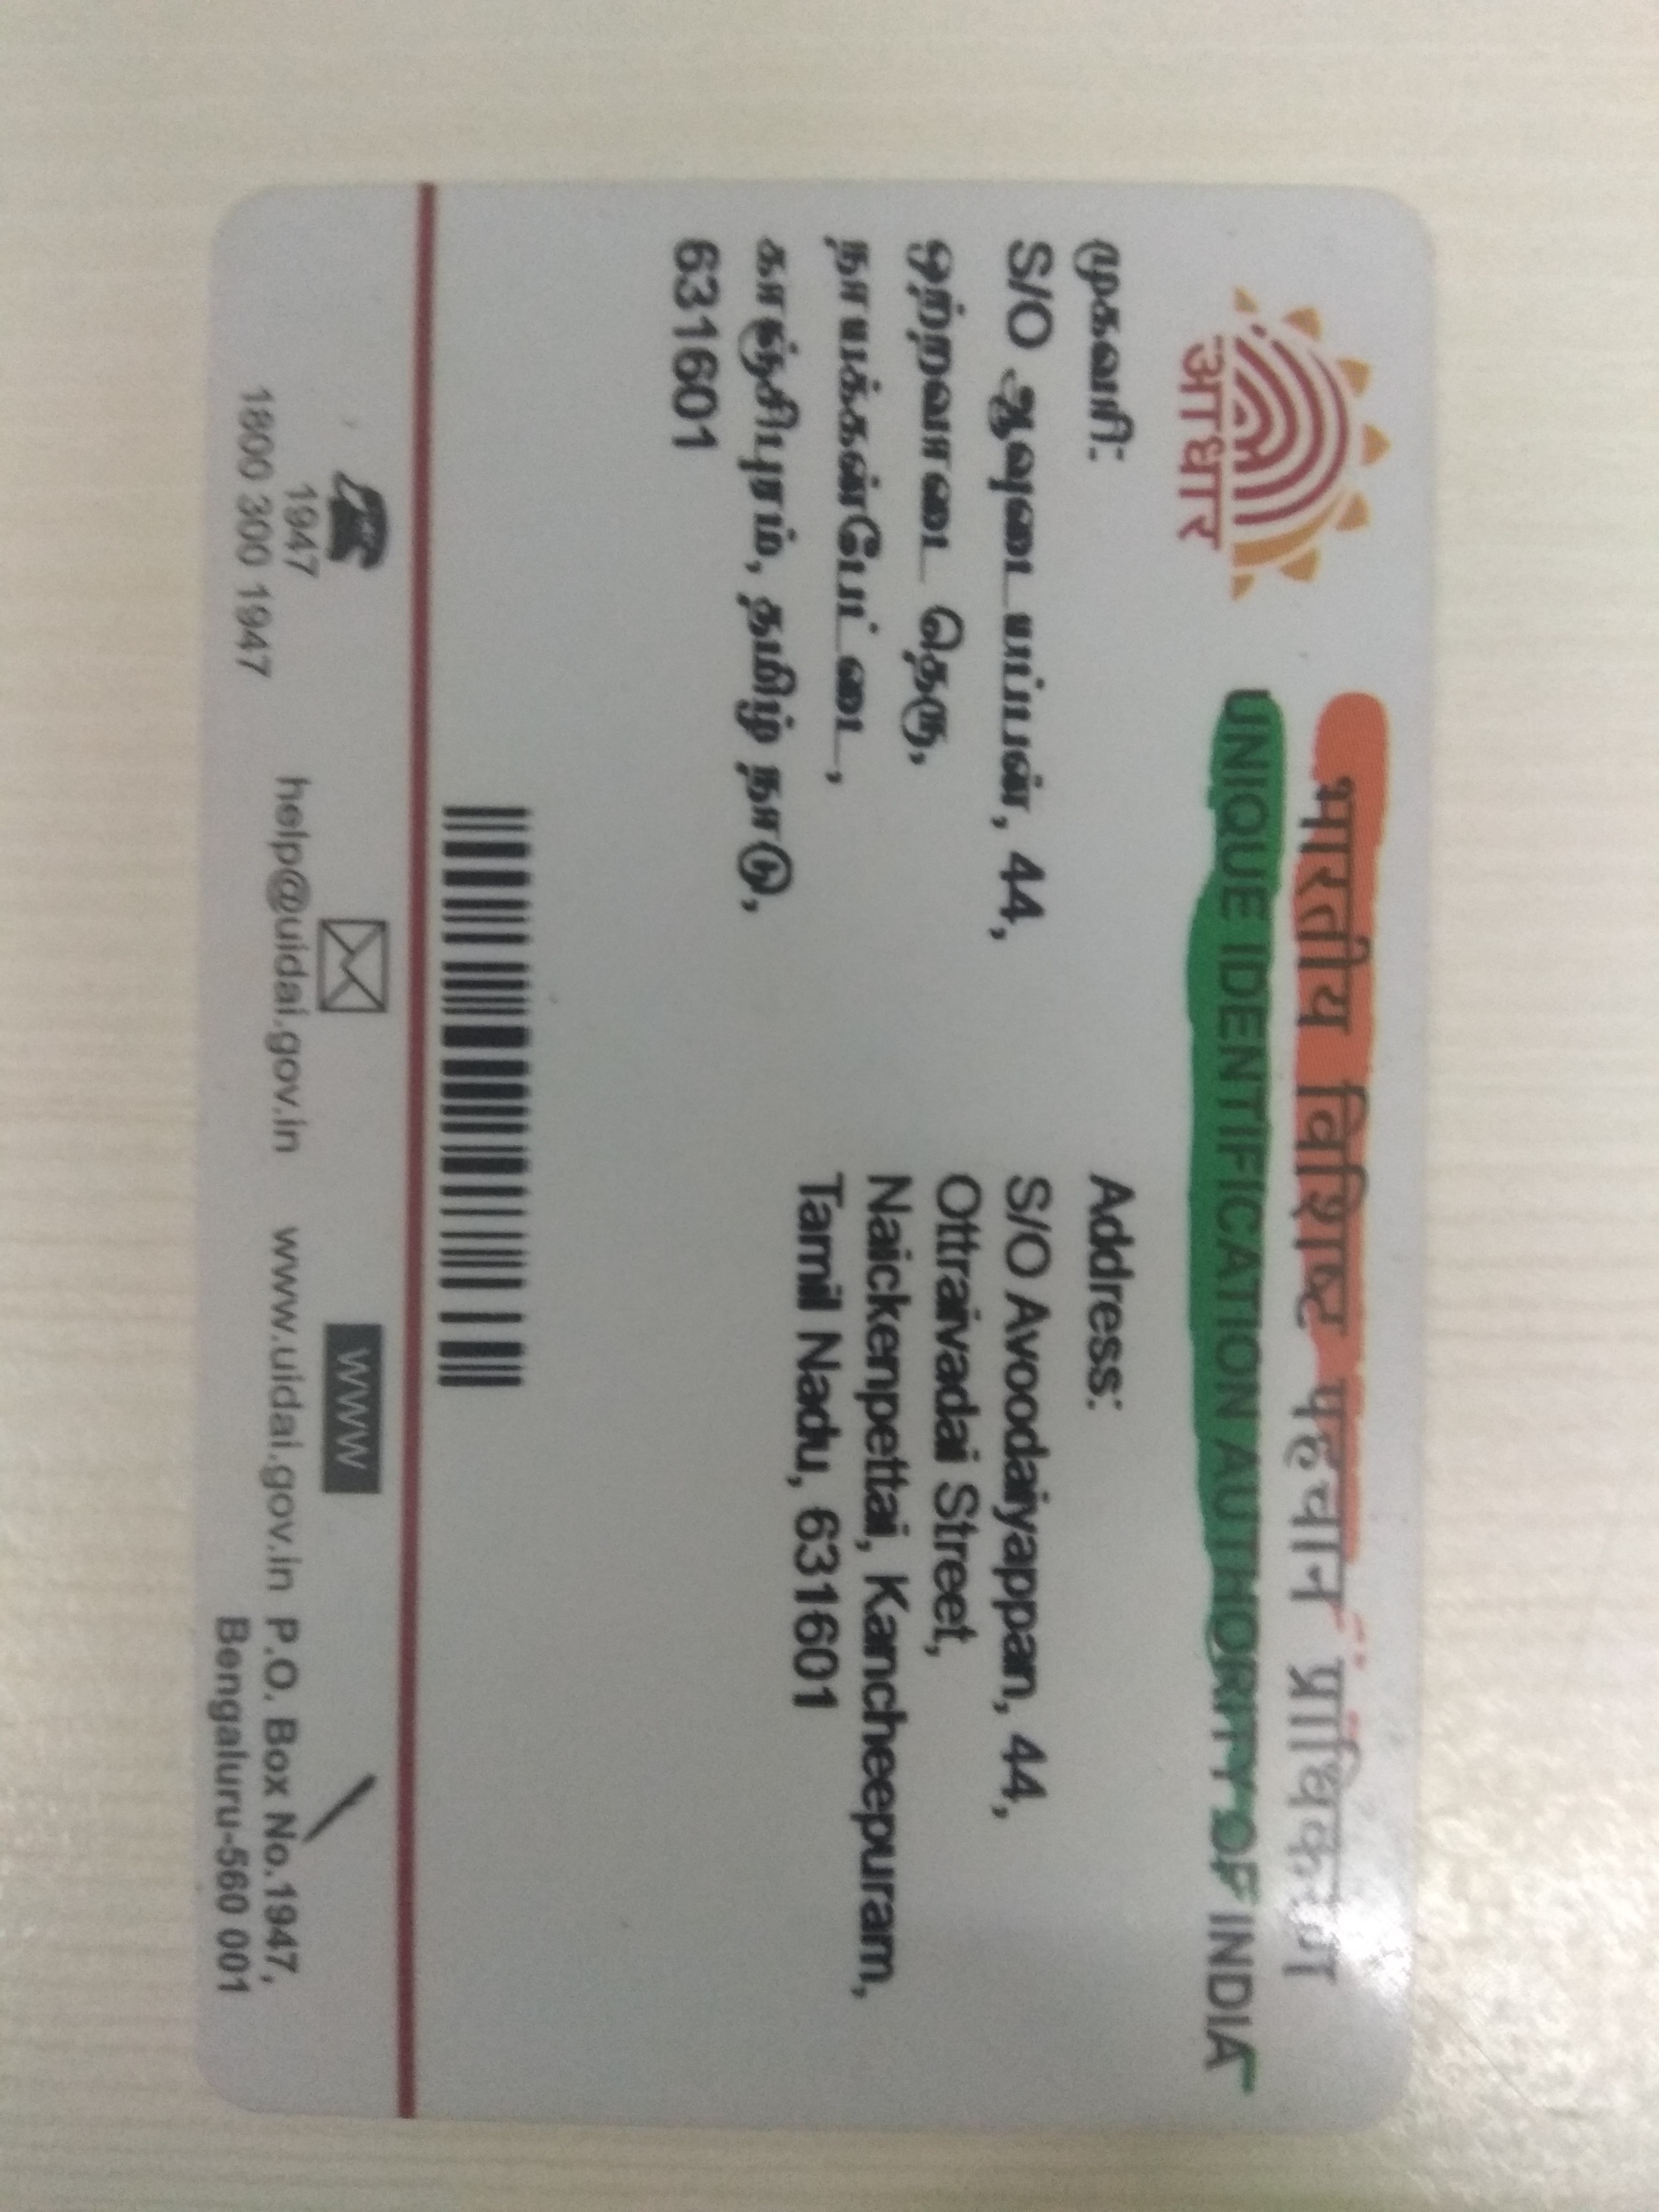 भारतीय विशिष्ट पहचान प्राधिकरण
UNIQUE IDENTIFICATION AUTHORITY OF INDIA
आधार
முகவரி:
S/O ஆவுடையப்பன், 44,
ஒற்றவாடை தெரு,
நாயக்கன்பேட்டை,
காஞ்சிபுரம், தமிழ் நாடு,
631601
Address:
S/O Avoodaiyappan, 44,
Ottraivadai Street,
Naickenpettai, Kancheepuram,
Tamil Nadu, 631601
1947
1800 300 1947
help@uidai.gov.in
www
www.uidai.gov.in
P.O. Box No.1947,
Bengaluru-560 001